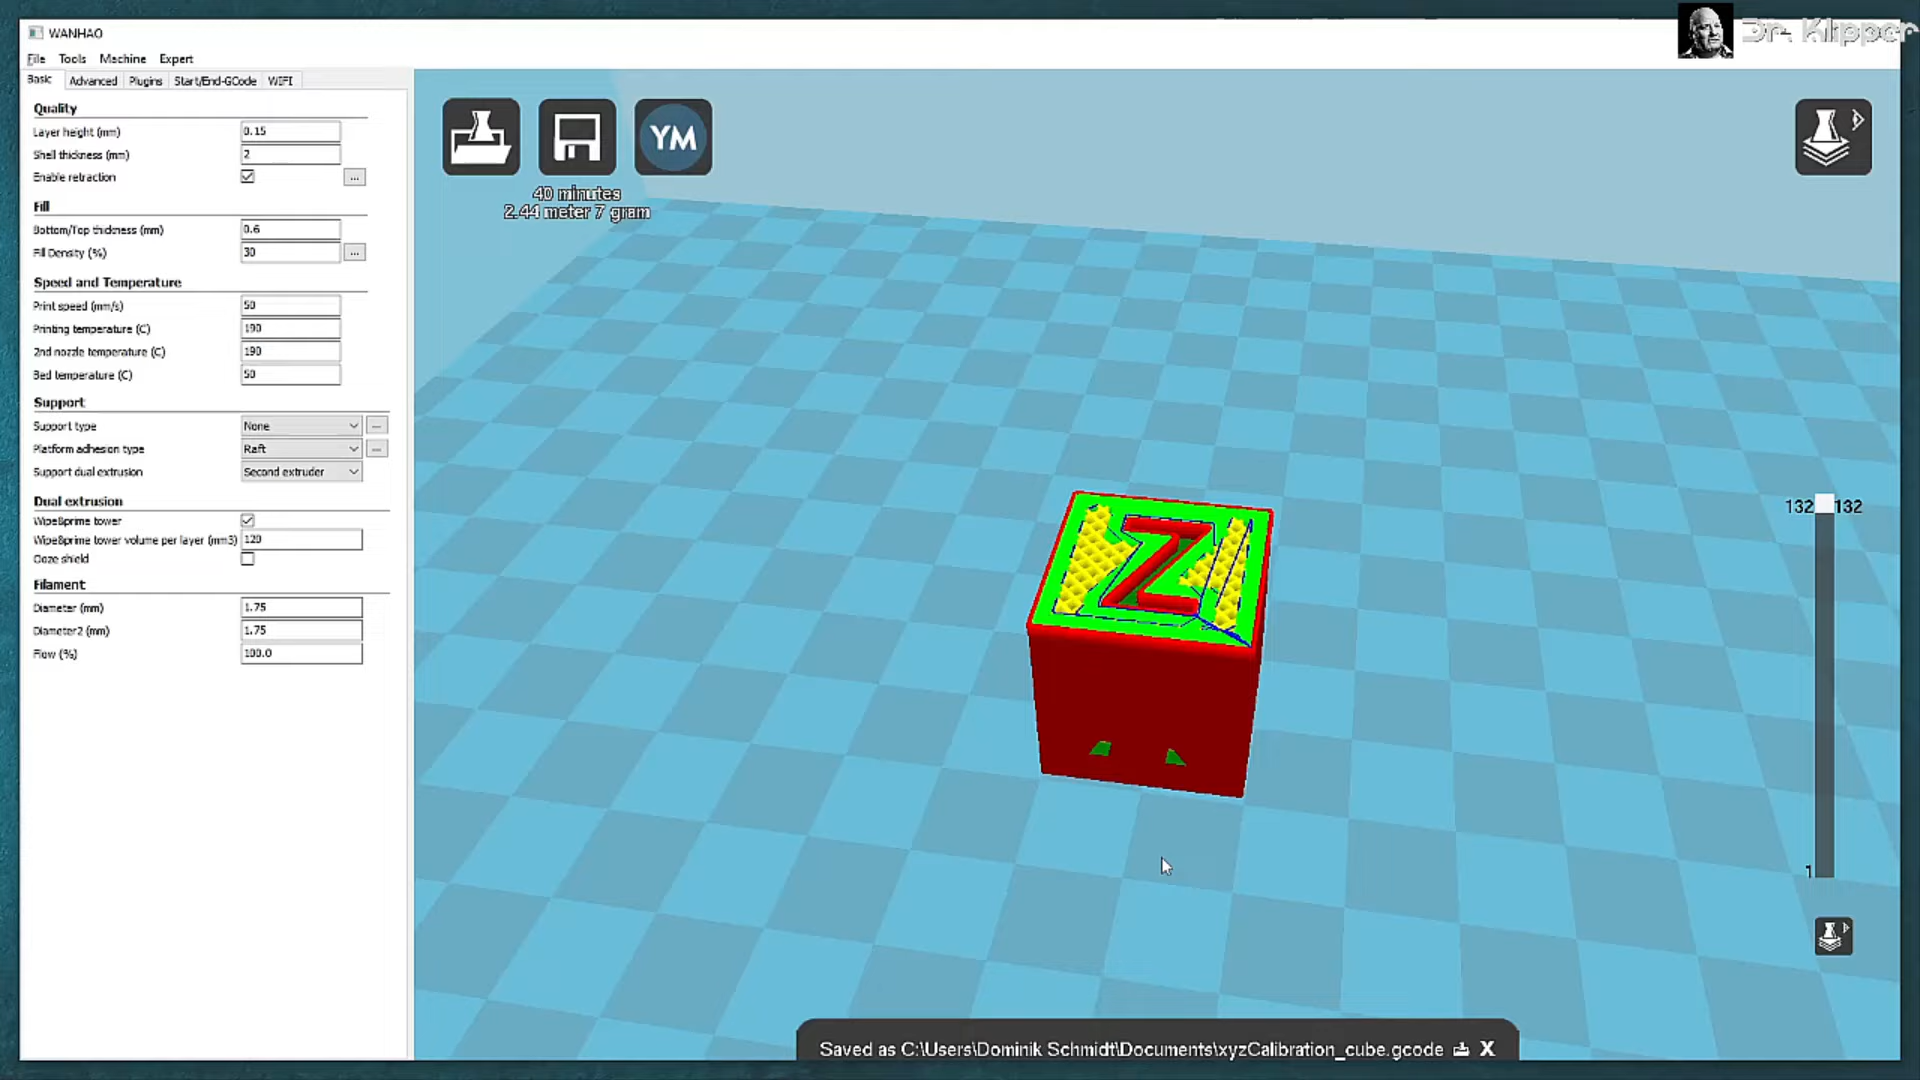 WANHAO
Dr. Klipper
File Tools Machine Expert
Basic Advanced Plugins Start/End-GCode WIFI
Quality
Layer height (mm) 0.15
Shell thickness (mm) 2
Enable retraction ...
Fill
Bottom/Top thickness (mm) 0.6
Fill Density (%) 30 ...
Speed and Temperature
Print speed (mm/s) 50
Printing temperature (C) 190
2nd nozzle temperature (C) 190
Bed temperature (C) 50
Support
Support type None ...
Platform adhesion type Raft ...
Support dual extrusion Second extruder
Dual extrusion
Wipe&prime tower
Wipe&prime tower volume per layer (mm3) 120
Ooze shield
Filament
Diameter (mm) 1.75
Diameter2 (mm) 1.75
Flow (%) 100.0
YM
40 minutes
2.44 meter 7 gram
Z
132 132
1
Saved as C:\Users\Dominik Schmidt\Documents\xyzCalibration_cube.gcode X